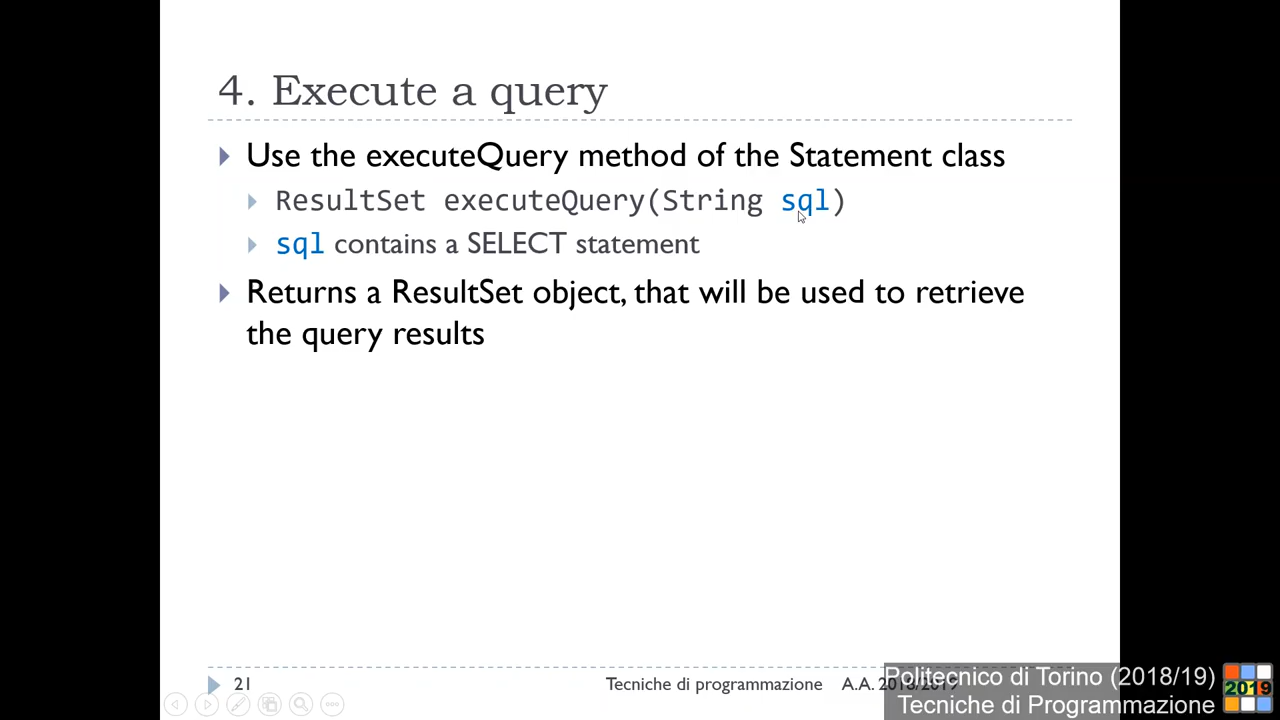 4. Execute a query
Use the executeQuery method of the Statement class
ResultSet executeQuery(String sql)
sql contains a SELECT statement
Returns a ResultSet object, that will be used to retrieve
the query results
21
Tecniche di programmazione A.A. 2018/2019
Politecnico di Torino (2018/19)
Tecniche di Programmazione
2019